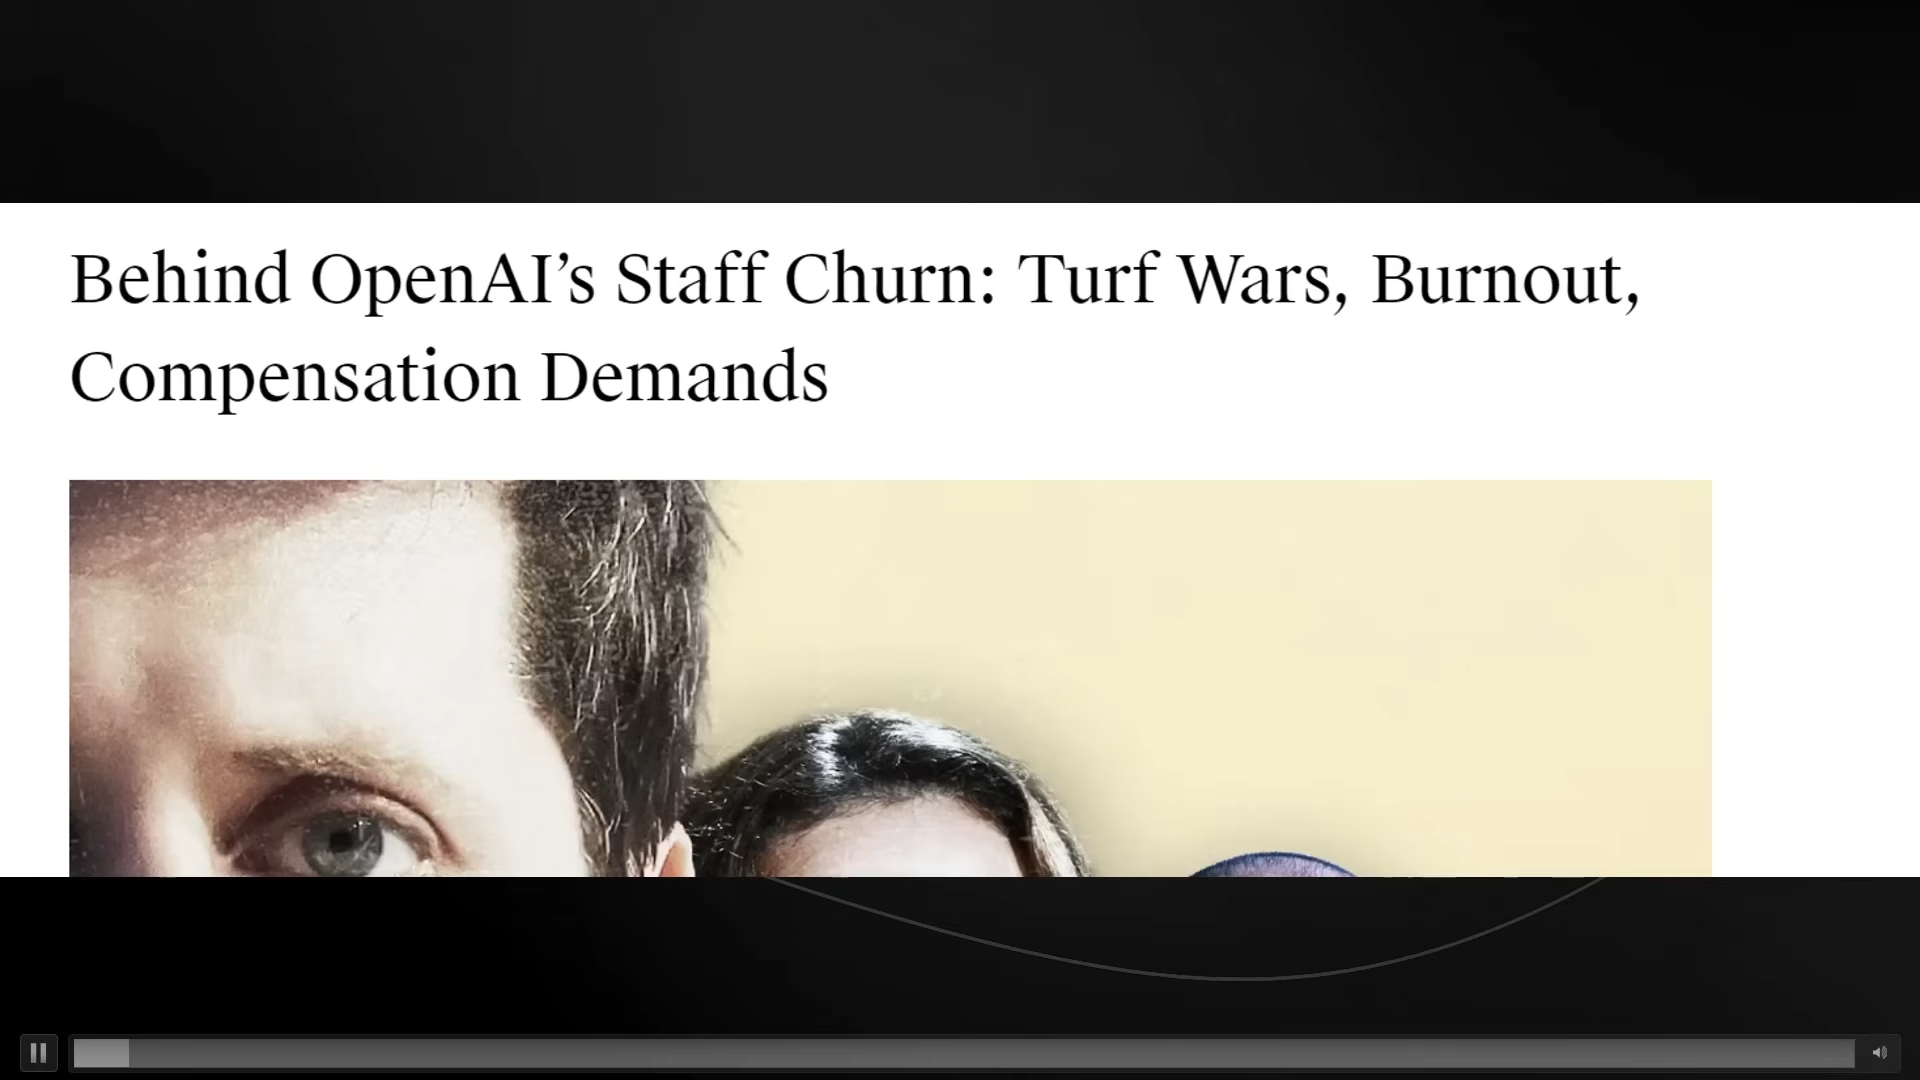 Behind OpenAI’s Staff Churn: Turf Wars, Burnout,
Compensation Demands